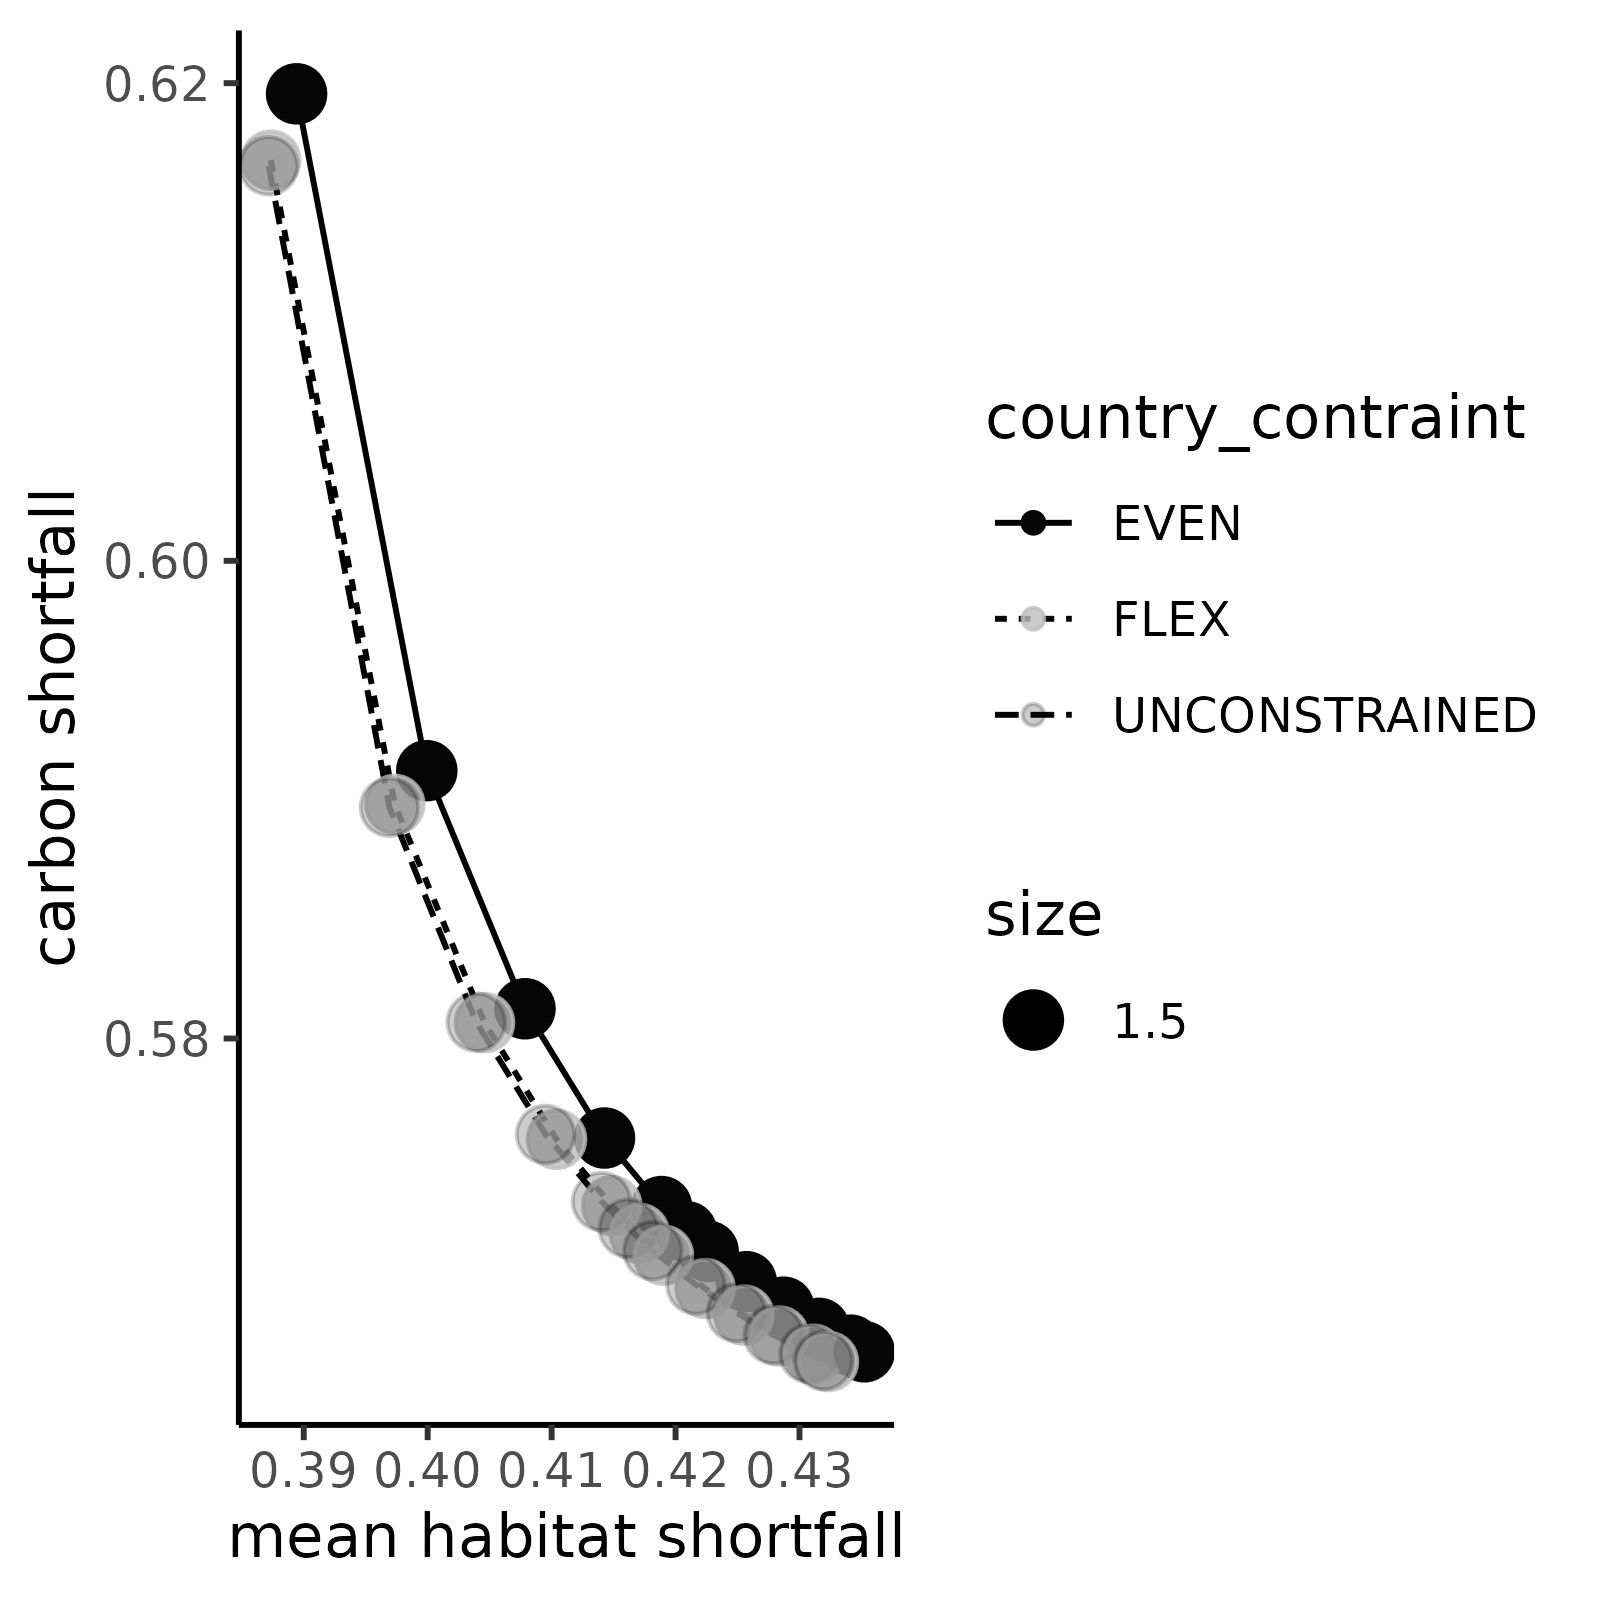 carbon shortfall
0.62
0.60
0.58
0.39 0.40 0.41 0.42 0.43
mean habitat shortfall
country_contraint
EVEN
FLEX
UNCONSTRAINED
size
1.5